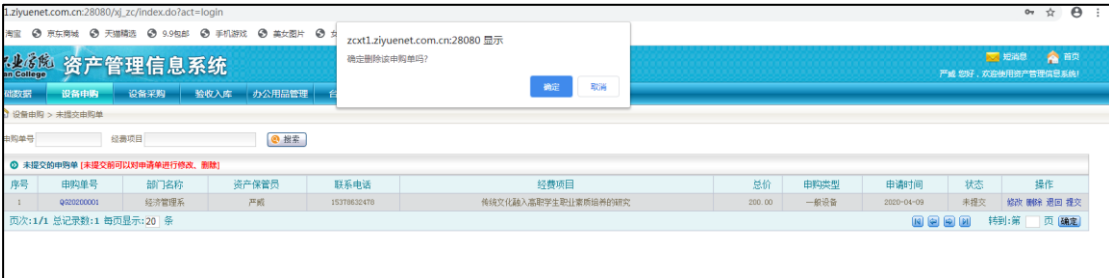 1.ziyuenet.com.cn:28080/xj_zc/index.do?act=login
淘宝 京东商城 天猫精选 9.9包邮 手机游戏 美女图片
zcxt1.ziyuenet.com.cn:28080 显示
确定删除该申购单吗?
确定 取消
资产管理信息系统
an College
短消息 首页
严威 您好，欢迎使用资产管理信息系统!
础数据 设备申购 设备采购 验收入库 办公用品管理
设备申购 > 未提交申购单
申购单号 经费项目 搜索
未提交的申购单 [未提交前可以对申请单进行修改、删除]
序号 申购单号 部门名称 资产保管员 联系电话 经费项目 总价 申购类型 申请时间 状态 操作
1 QG20200001 经济管理系 严威 15378632478 传统文化融入高职学生职业素质培养的研究 200.00 一般设备 2020-04-09 未提交 修改 删除 退回 提交
页次:1/1 总记录数:1 每页显示:20 条 转到:第 页 确定